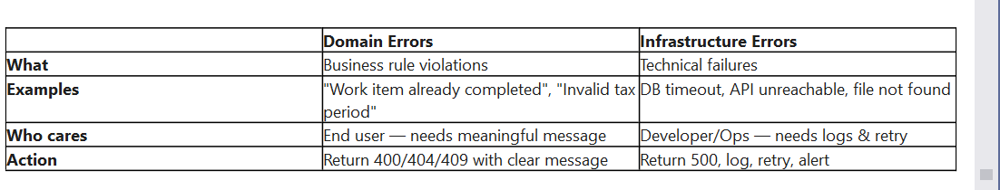 Domain Errors Infrastructure Errors
What Business rule violations Technical failures
Examples "Work item already completed", "Invalid tax DB timeout, API unreachable, file not found
period"
Who cares End user — needs meaningful message Developer/Ops — needs logs & retry
Action Return 400/404/409 with clear message Return 500, log, retry, alert